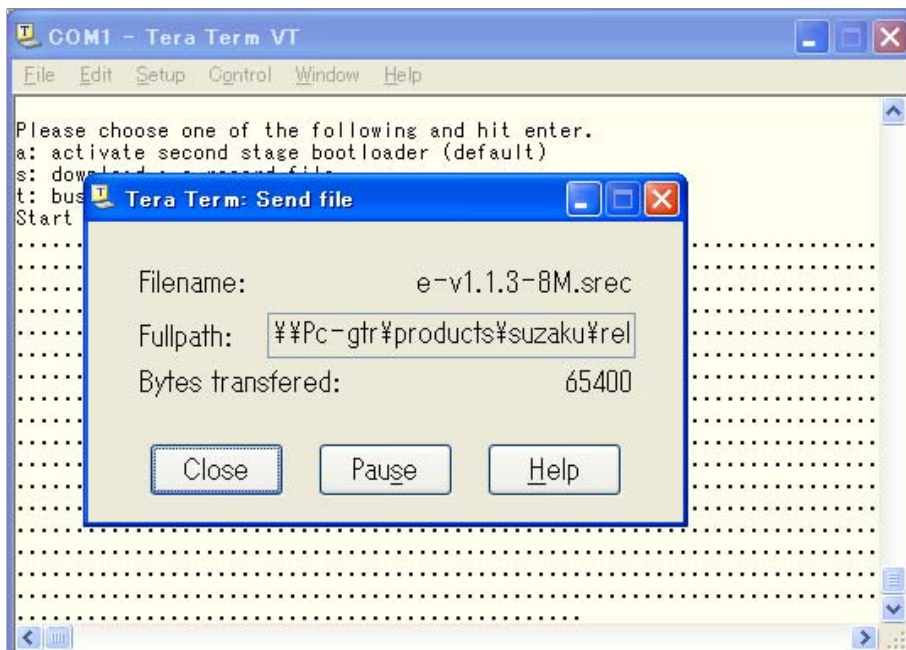 COM1 - Tera Term VT
File Edit Setup Control Window Help
Please choose one of the following and hit enter.
a: activate second stage bootloader (default)
s:
t: bus
Start
Tera Term: Send file
Filename: e-v1.1.3-8M.srec
Fullpath: ¥¥Pc-gtr¥products¥suzaku¥rel
Bytes transfered: 65400
Close Pause Help